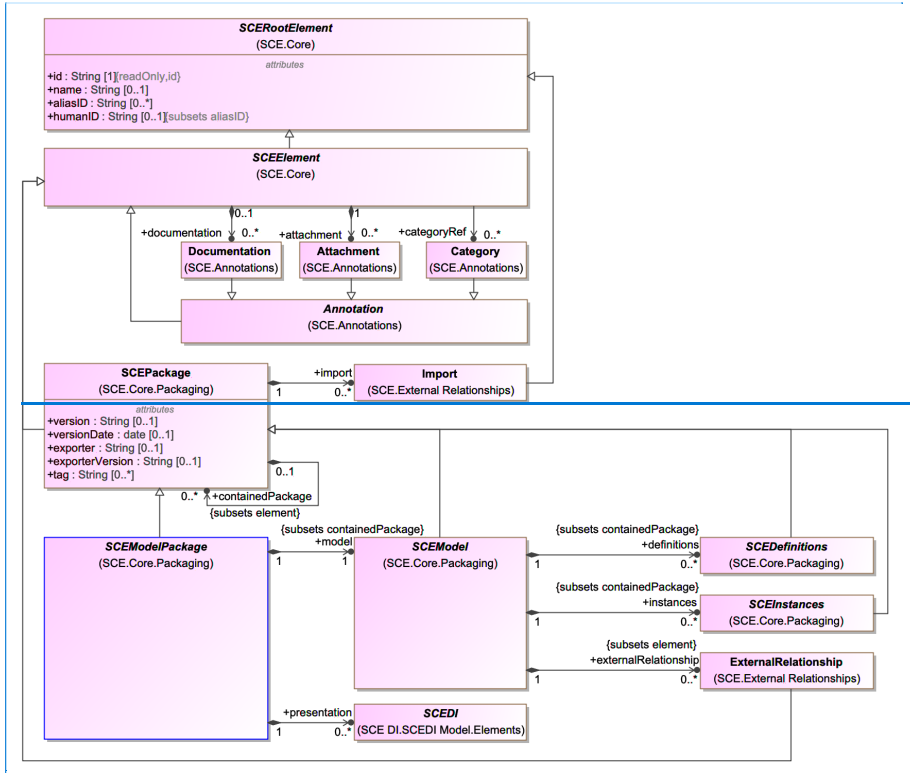 SCERootElement
(SCE.Core)
attributes
+id : String [1]{readOnly,id}
+name : String [0..1]
+aliasID : String [0..*]
+humanID : String [0..1]{subsets aliasID}
SCEElement
(SCE.Core)
0..1
1
+documentation
0..*
+attachment
0..*
+categoryRef
0..*
Documentation
(SCE.Annotations)
Attachment
(SCE.Annotations)
Category
(SCE.Annotations)
Annotation
(SCE.Annotations)
SCEPackage
(SCE.Core.Packaging)
+import
1
0..*
Import
(SCE.External Relationships)
attributes
+version : String [0..1]
+versionDate : date [0..1]
+exporter : String [0..1]
+exporterVersion : String [0..1]
+tag : String [0..*]
0..1
0..*
+containedPackage
{subsets element}
SCEModelPackage
(SCE.Core.Packaging)
{subsets containedPackage}
+model
1
1
SCEModel
(SCE.Core.Packaging)
{subsets containedPackage}
+definitions
1
0..*
SCEDefinitions
(SCE.Core.Packaging)
{subsets containedPackage}
+instances
1
0..*
SCEInstances
(SCE.Core.Packaging)
{subsets element}
+externalRelationship
1
0..*
ExternalRelationship
(SCE.External Relationships)
+presentation
1
0..*
SCEDI
(SCE DI.SCEDI Model.Elements)